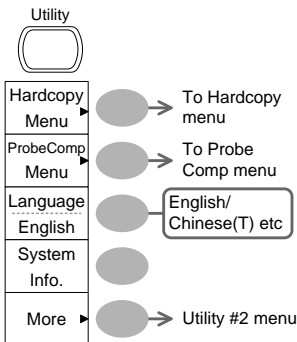 Utility
Hardcopy
Menu
To Hardcopy
menu
ProbeComp
Menu
To Probe
Comp menu
Language
English
English/
Chinese(T) etc
System
Info.
More
Utility #2 menu